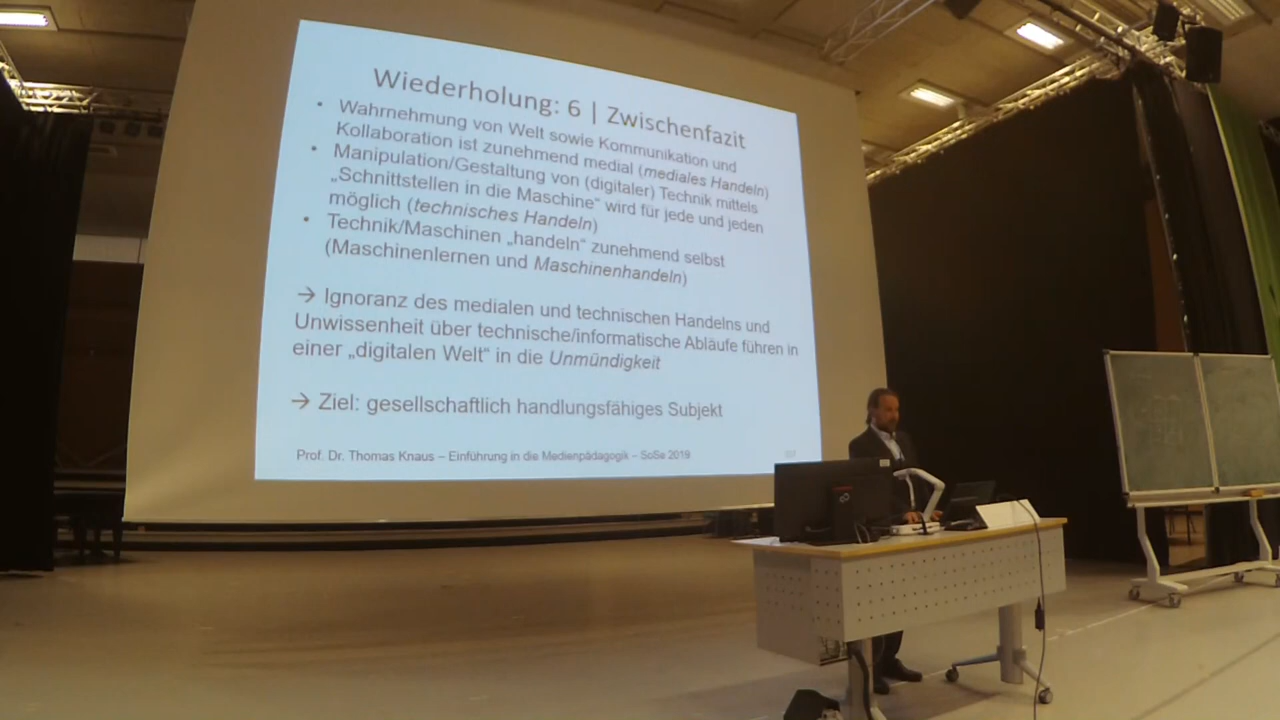 Wiederholung: 6 | Zwischenfazit
• Wahrnehmung von Welt sowie Kommunikation und
Kollaboration ist zunehmend medial (mediales Handeln)
• Manipulation/Gestaltung von (digitaler) Technik mittels
„Schnittstellen in die Maschine“ wird für jede und jeden
möglich (technisches Handeln)
• Technik/Maschinen „handeln“ zunehmend selbst
(Maschinenlernen und Maschinenhandeln)
→ Ignoranz des medialen und technischen Handelns und
Unwissenheit über technische/informatische Abläufe führen in
einer „digitalen Welt“ in die Unmündigkeit
→ Ziel: gesellschaftlich handlungsfähiges Subjekt
Prof. Dr. Thomas Knaus – Einführung in die Medienpädagogik – SoSe 2019